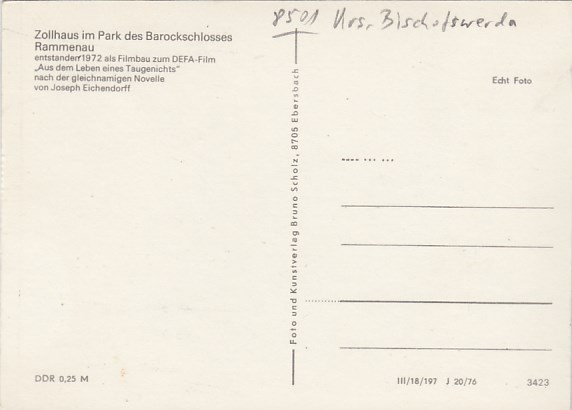 8501 Krs. Bischofswerda
Zollhaus im Park des Barockschlosses
Rammenau
entstanden 1972 als Filmbau zum DEFA-Film
„Aus dem Leben eines Taugenichts"
nach der gleichnamigen Novelle
von Joseph Eichendorff
Echt Foto
Foto und Kunstverlag Bruno Scholz, 8705 Ebersbach
DDR 0,25 M
III/18/197 J 20/76
3423